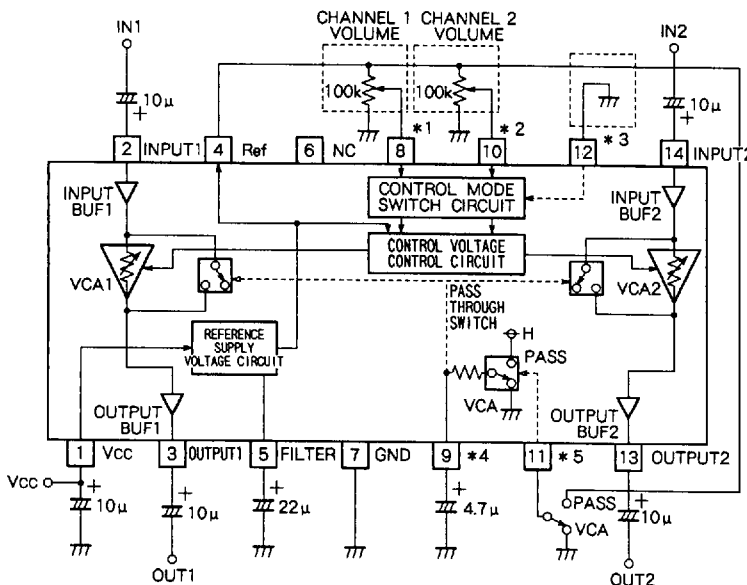 CHANNEL 1 CHANNEL 2
VOLUME VOLUME
IN1 IN2
100k 100k
10μ + *1 *2 *3 10μ +
2 INPUT1 4 Ref 6 NC 8 10 12 14 INPUT2
INPUT
BUF1
CONTROL MODE
SWITCH CIRCUIT
INPUT
BUF2
CONTROL VOLTAGE
CONTROL CIRCUIT
VCA1 VCA2
PASS
THROUGH
SWITCH
REFERENCE
SUPPLY
VOLTAGE CIRCUIT
H
PASS
VCA
OUTPUT
BUF1
OUTPUT
BUF2
1 Vcc 3 OUTPUT1 5 FILTER 7 GND 9 *4 11 *5 13 OUTPUT2
Vcc + 10μ + 10μ + 22μ + 4.7μ PASS VCA + 10μ
OUT1 OUT2